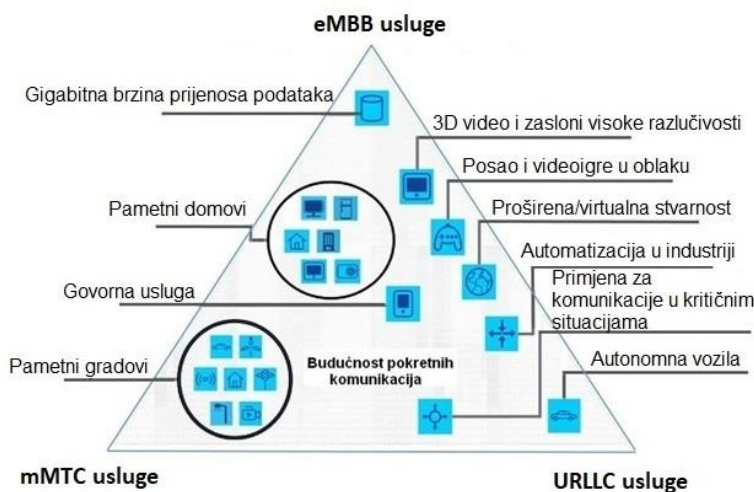 eMBB usluge
Gigabitna brzina prijenosa podataka
3D video i zasloni visoke razlučivosti
Posao i videoigre u oblaku
Pametni domovi
Proširena/virtualna stvarnost
Automatizacija u industriji
Govorna usluga
Primjena za
komunikacije u kritičnim
situacijama
Pametni gradovi
Budućnost pokretnih
komunikacija
Autonomna vozila
mMTC usluge
URLLC usluge